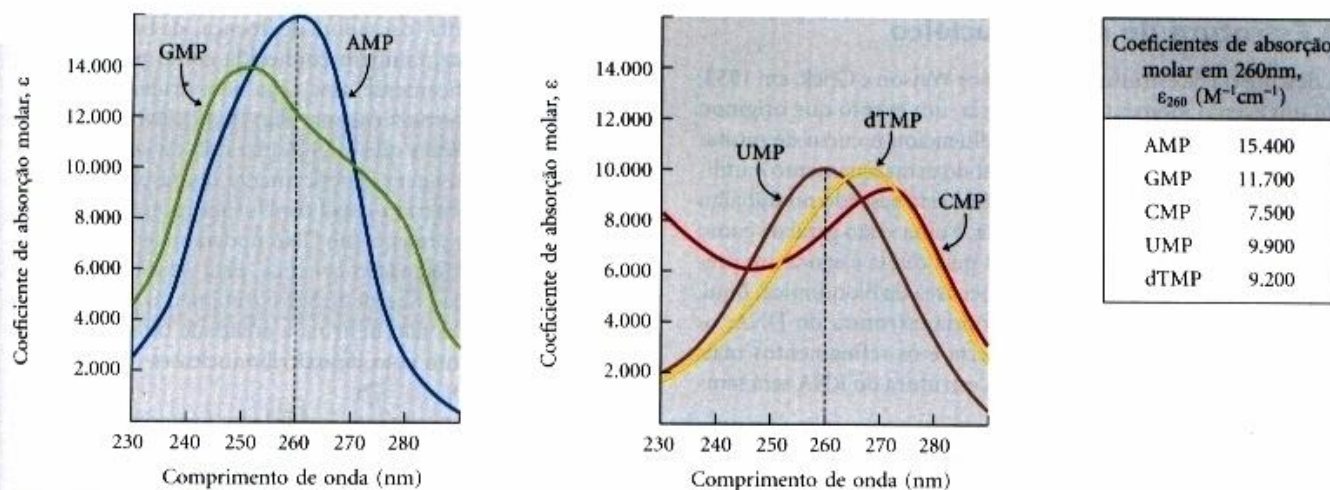 Coeficiente de absorção molar, ε
14.000
12.000
10.000
8.000
6.000
4.000
2.000
GMP
AMP
230 240 250 260 270 280
Comprimento de onda (nm)
Coeficiente de absorção molar, ε
14.000
12.000
10.000
8.000
6.000
4.000
2.000
UMP
dTMP
CMP
230 240 250 260 270 280
Comprimento de onda (nm)
Coeficientes de absorção
molar em 260nm,
ε260 (M⁻¹cm⁻¹)
AMP 15.400
GMP 11.700
CMP 7.500
UMP 9.900
dTMP 9.200